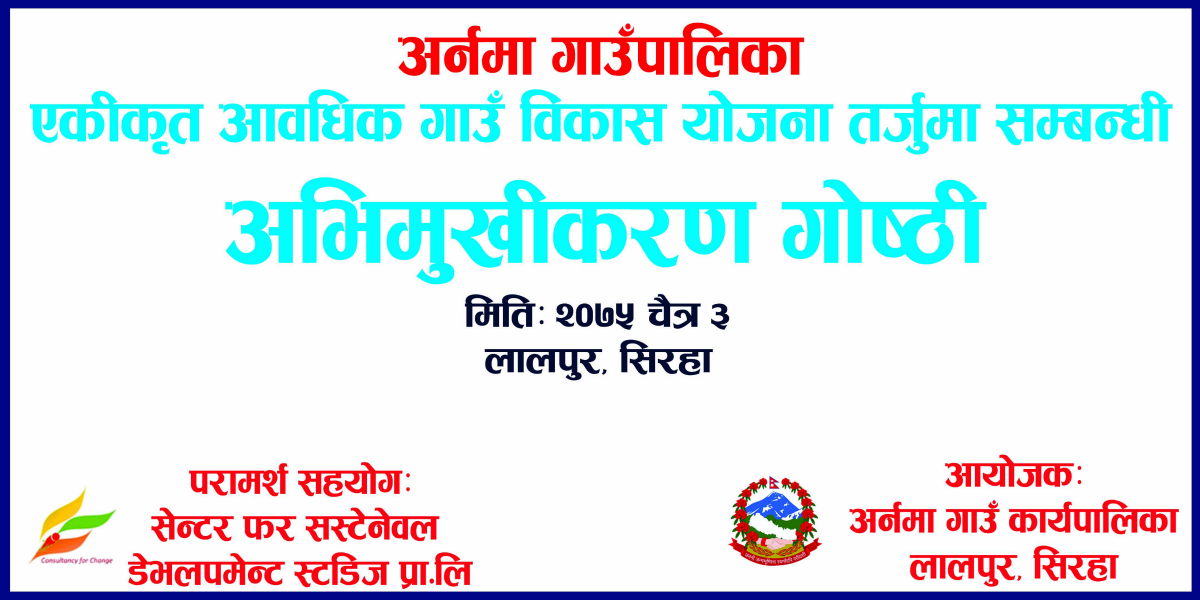 अर्नमा गाउँपालिका
एकीकृत आवधिक गाउँ विकास योजना तर्जुमा सम्बन्धी
अभिमुखीकरण गोष्ठी
मितिः २०७५ चैत्र ३
लालपुर, सिरहा
परामर्श सहयोगः
सेन्टर फर सस्टेनेवल
डेभलपमेन्ट स्टडिज प्रा.लि
Consultancy for Change
आयोजकः
अर्नमा गाउँ कार्यपालिका
लालपुर, सिरहा